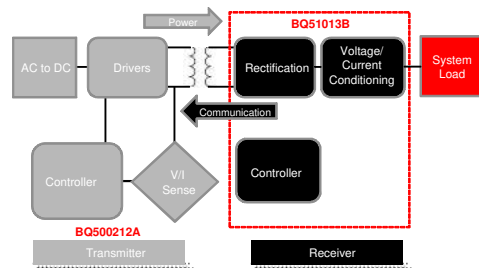 Power
BQ51013B
AC to DC
Drivers
Rectification
Voltage/
Current
Conditioning
System
Load
Communication
Controller
V/I
Sense
Controller
BQ500212A
Transmitter
Receiver